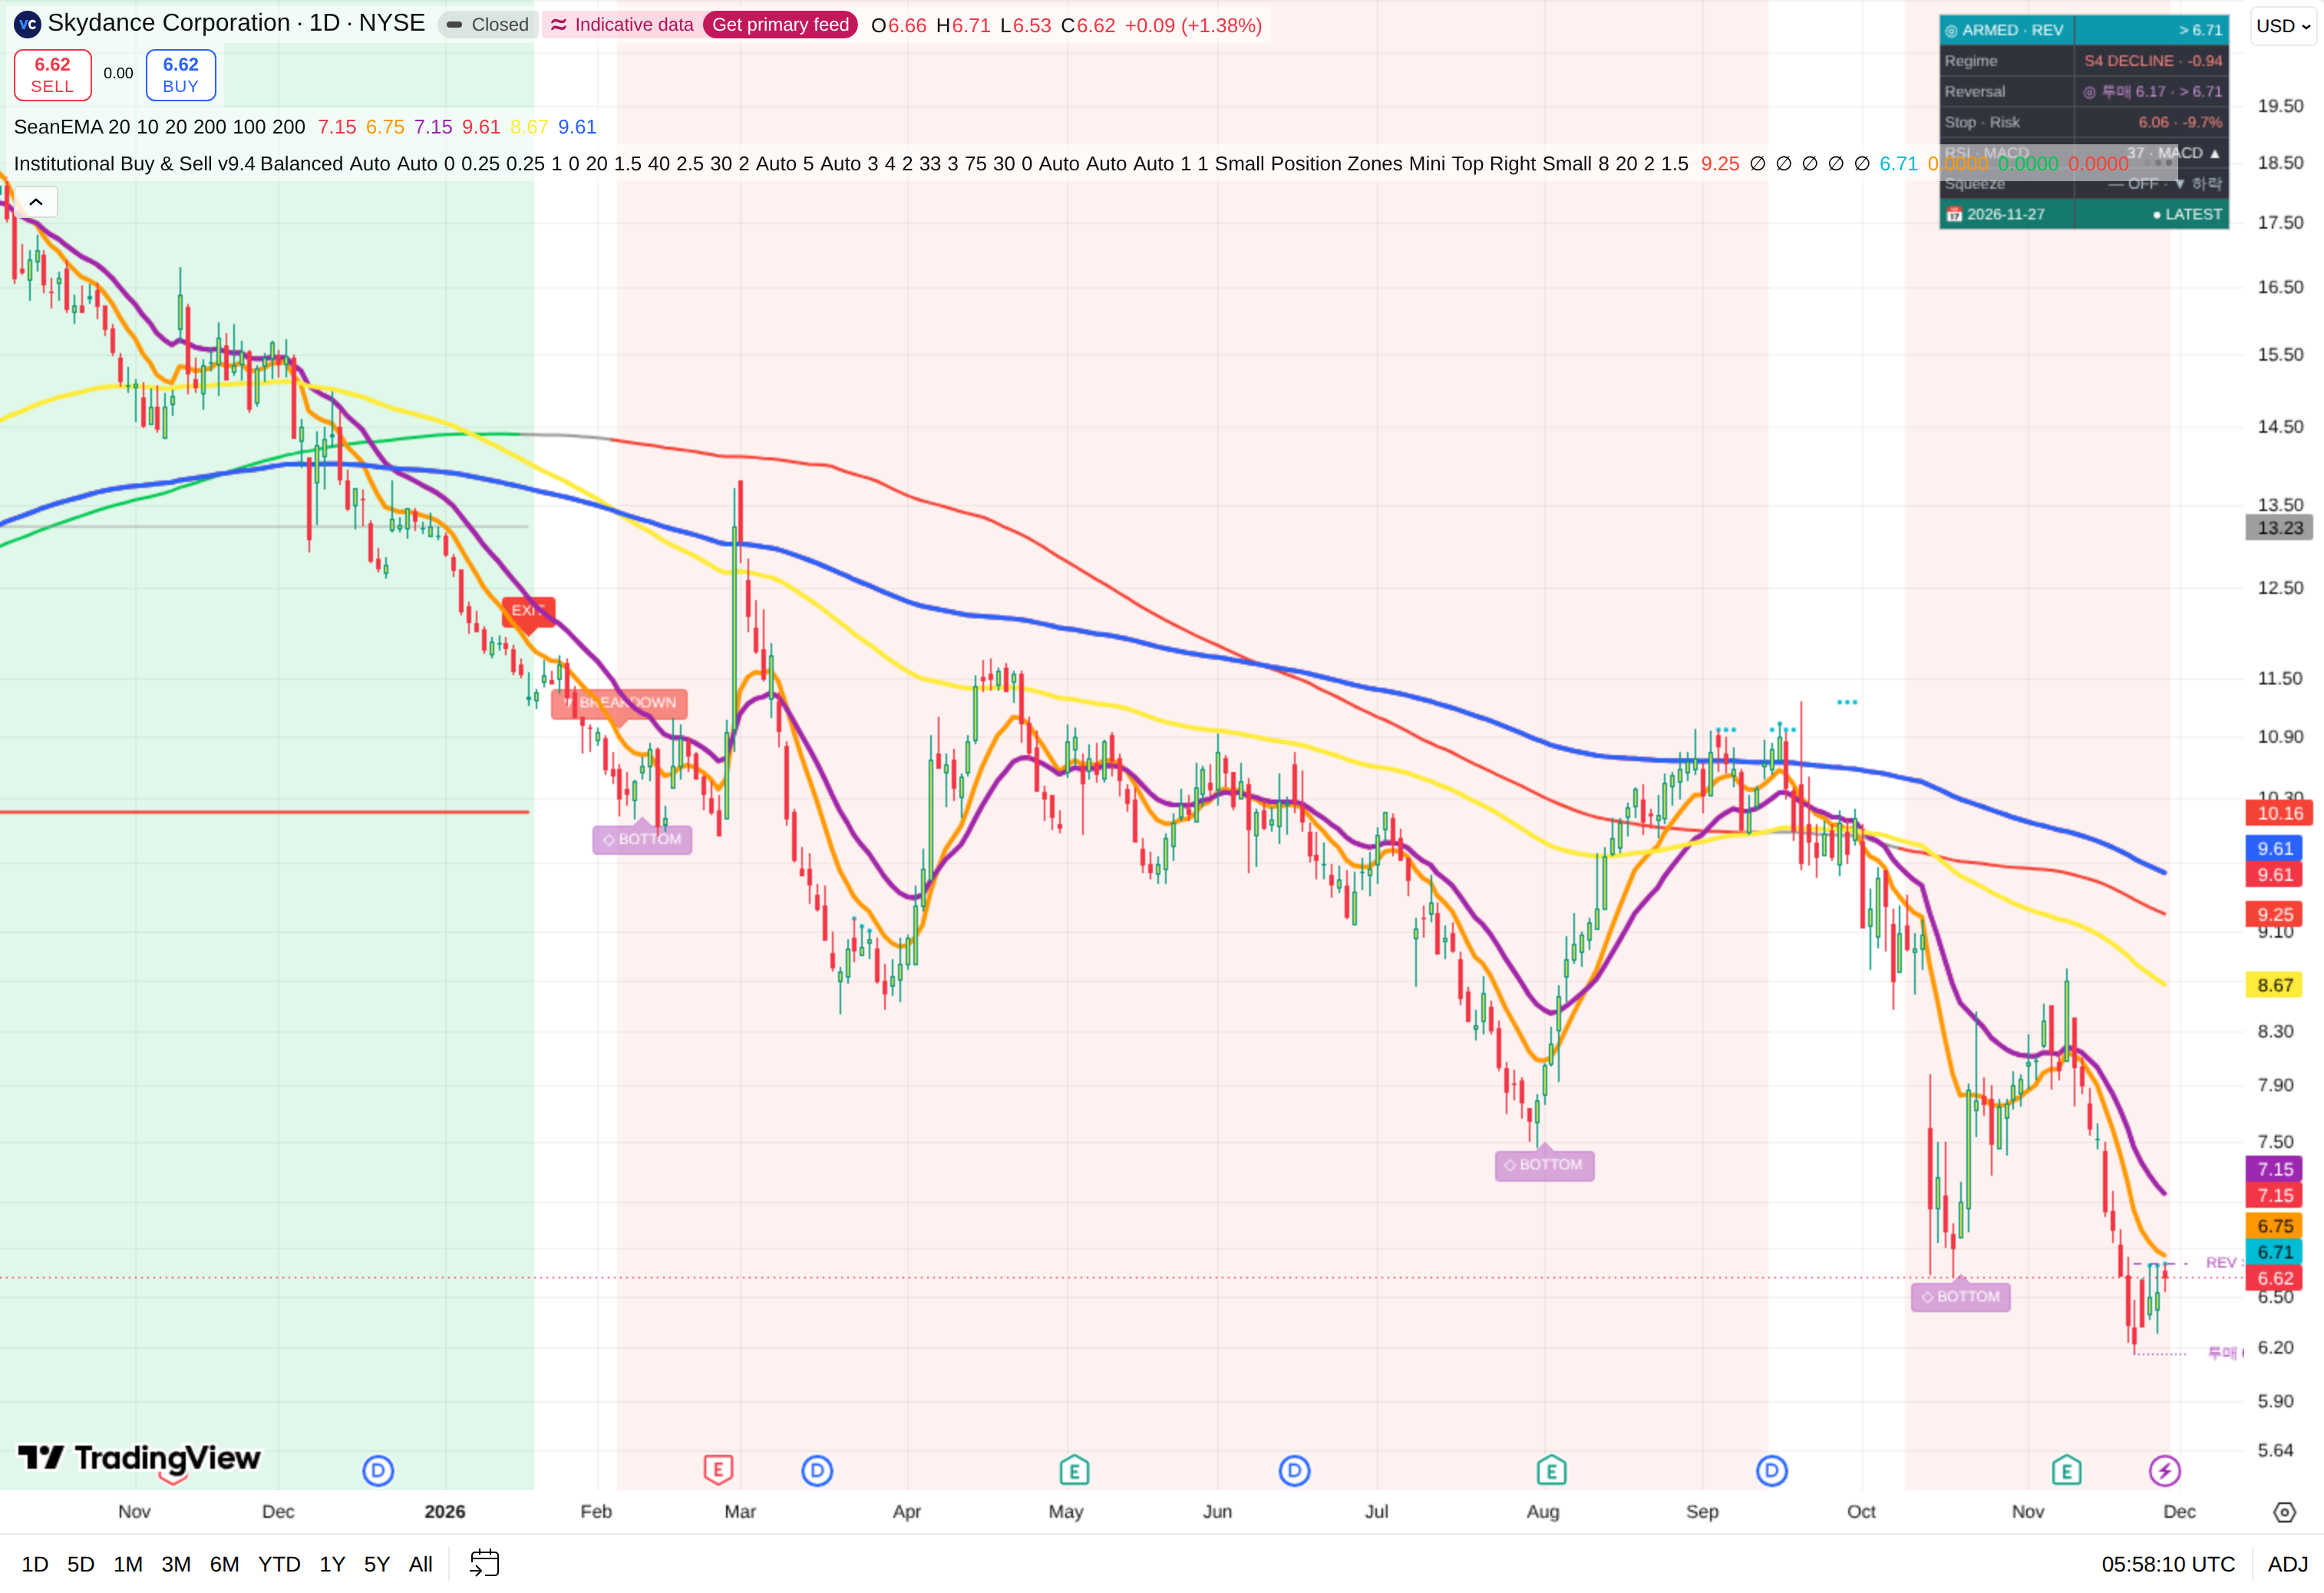 Skydance Corporation · 1D · NYSE Closed Indicative data Get primary feed O6.66 H6.71 L6.53 C6.62 +0.09 (+1.38%)
6.62 SELL 0.00 6.62 BUY
SeanEMA 20 10 20 200 100 200 7.15 6.75 7.15 9.61 8.67 9.61
Institutional Buy & Sell v9.4 Balanced Auto Auto 0 0.25 0.25 1 0 20 1.5 40 2.5 30 2 Auto 5 Auto 3 4 2 33 3 75 30 0 Auto Auto Auto 1 1 Small Position Zones Mini Top Right Small 8 20 2 1.5 9.25 ∅ ∅ ∅ ∅ ∅ 6.71 0.0000 0.0000 0.0000
◎ ARMED · REV > 6.71
Regime S4 DECLINE · -0.94
Reversal ◎ 투매 6.17 · > 6.71
Stop · Risk 6.06 · -9.7%
RSI · MACD 37 · MACD ▲
Squeeze — OFF · ▼ 하락
2026-11-27 ● LATEST
USD
19.50
18.50
17.50
16.50
15.50
14.50
13.50
13.23
12.50
11.50
10.90
10.30
10.16
9.61
9.61
9.25
9.10
8.67
8.30
7.90
7.50
7.15
7.15
6.75
6.71
6.62
6.50
6.20
5.90
5.64
EXIT
BREAKDOWN
◇ BOTTOM
◇ BOTTOM
◇ BOTTOM
REV
투매
TradingView
D E D E D E D E
Nov Dec 2026 Feb Mar Apr May Jun Jul Aug Sep Oct Nov Dec
1D 5D 1M 3M 6M YTD 1Y 5Y All 05:58:10 UTC ADJ